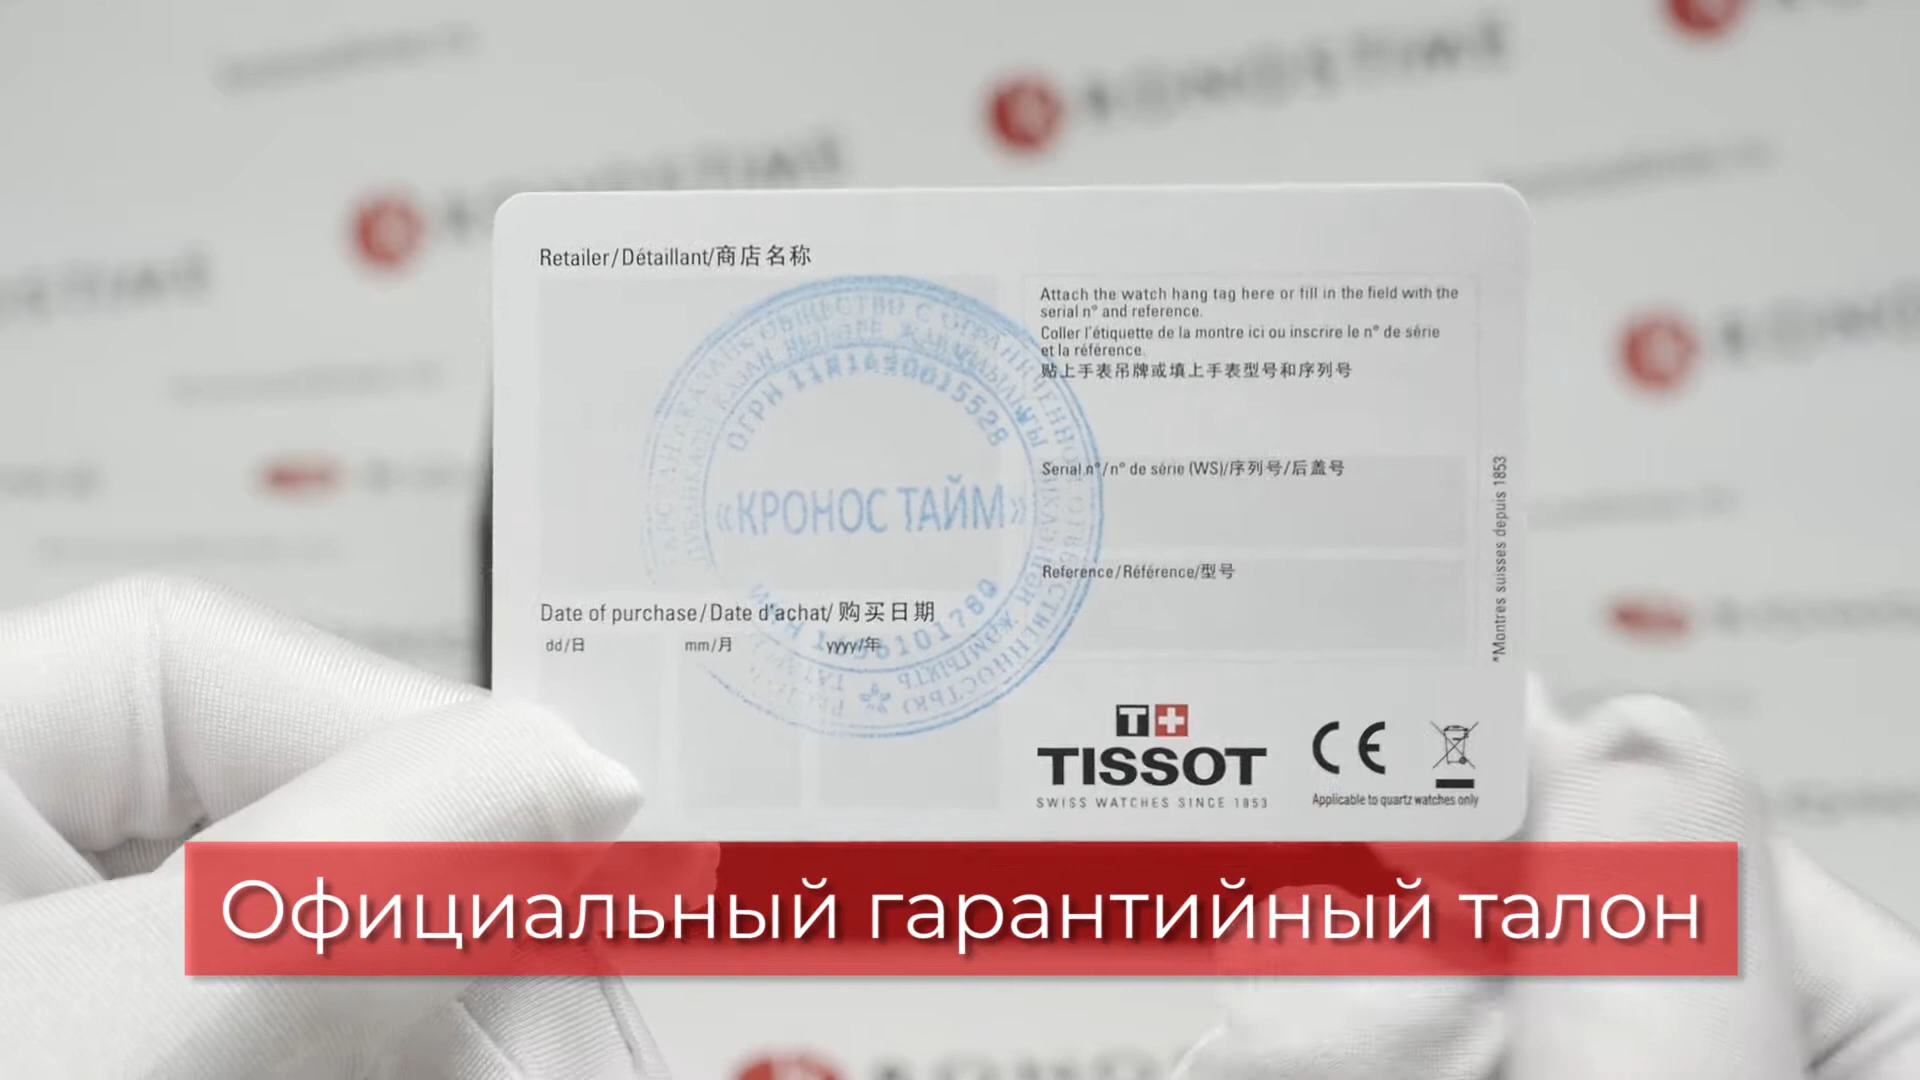 KONOSTIME
Retailer/Détaillant/商店名称
Attach the watch hang tag here or fill in the field with the
serial n° and reference.
Coller l'étiquette de la montre ici ou inscrire le n° de série
et la référence.
贴上手表吊牌或填上手表型号和序列号
ОБЩЕСТВО С ОГРАНИЧЕННОЙ ОТВЕТСТВЕННОСТЬЮ
ОГРН 1181690015528
«КРОНОС ТАЙМ»
Serial n°/n° de série (WS)/序列号/后盖号
Reference/Référence/型号
*Montres suisses depuis 1853
Date of purchase/Date d'achat/购买日期
dd/日 mm/月 yyyy/年
T+
TISSOT
SWISS WATCHES SINCE 1853
CE
Applicable to quartz watches only
Официальный гарантийный талон